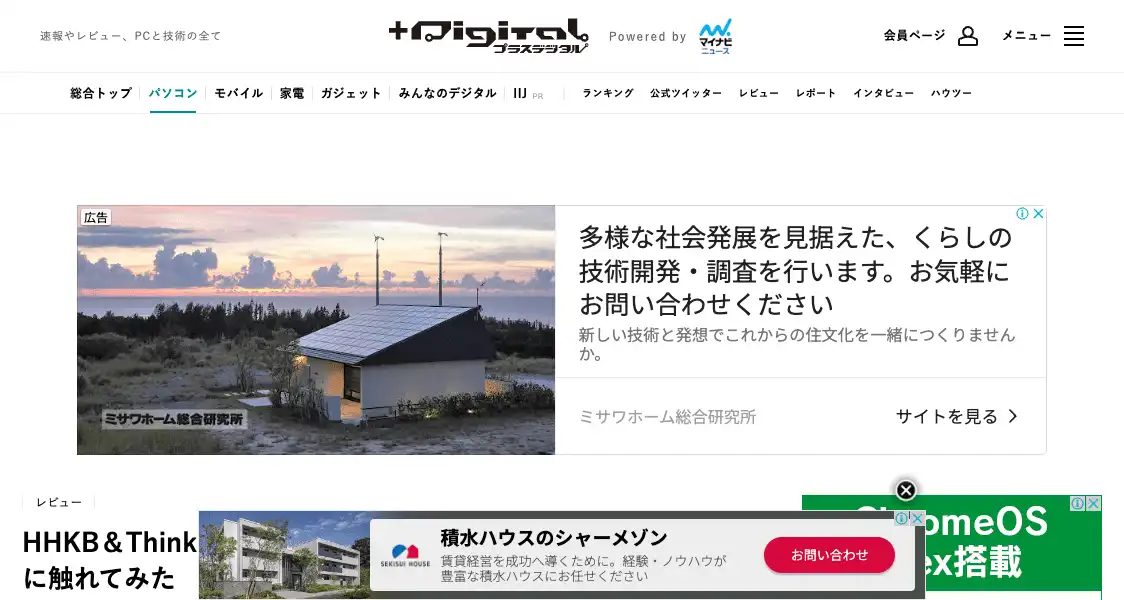 速報やレビュー、PCと技術の全て
+Digital
プラスデジタル
Powered by
マイナビ
ニュース
会員ページ
メニュー
総合トップ
パソコン
モバイル
家電
ガジェット
みんなのデジタル
IIJ PR
ランキング
公式ツイッター
レビュー
レポート
インタビュー
ハウツー
広告
ミサワホーム総合研究所
多様な社会発展を見据えた、くらしの
技術開発・調査を行います。お気軽に
お問い合わせください
新しい技術と発想でこれからの住文化を一緒につくりません
か。
ミサワホーム総合研究所
サイトを見る
レビュー
HHKB＆Think
に触れてみた
SEKISUI HOUSE
積水ハウスのシャーメゾン
賃貸経営を成功へ導くために。経験・ノウハウが
豊富な積水ハウスにお任せください
お問い合わせ
ChromeOS
ex搭載